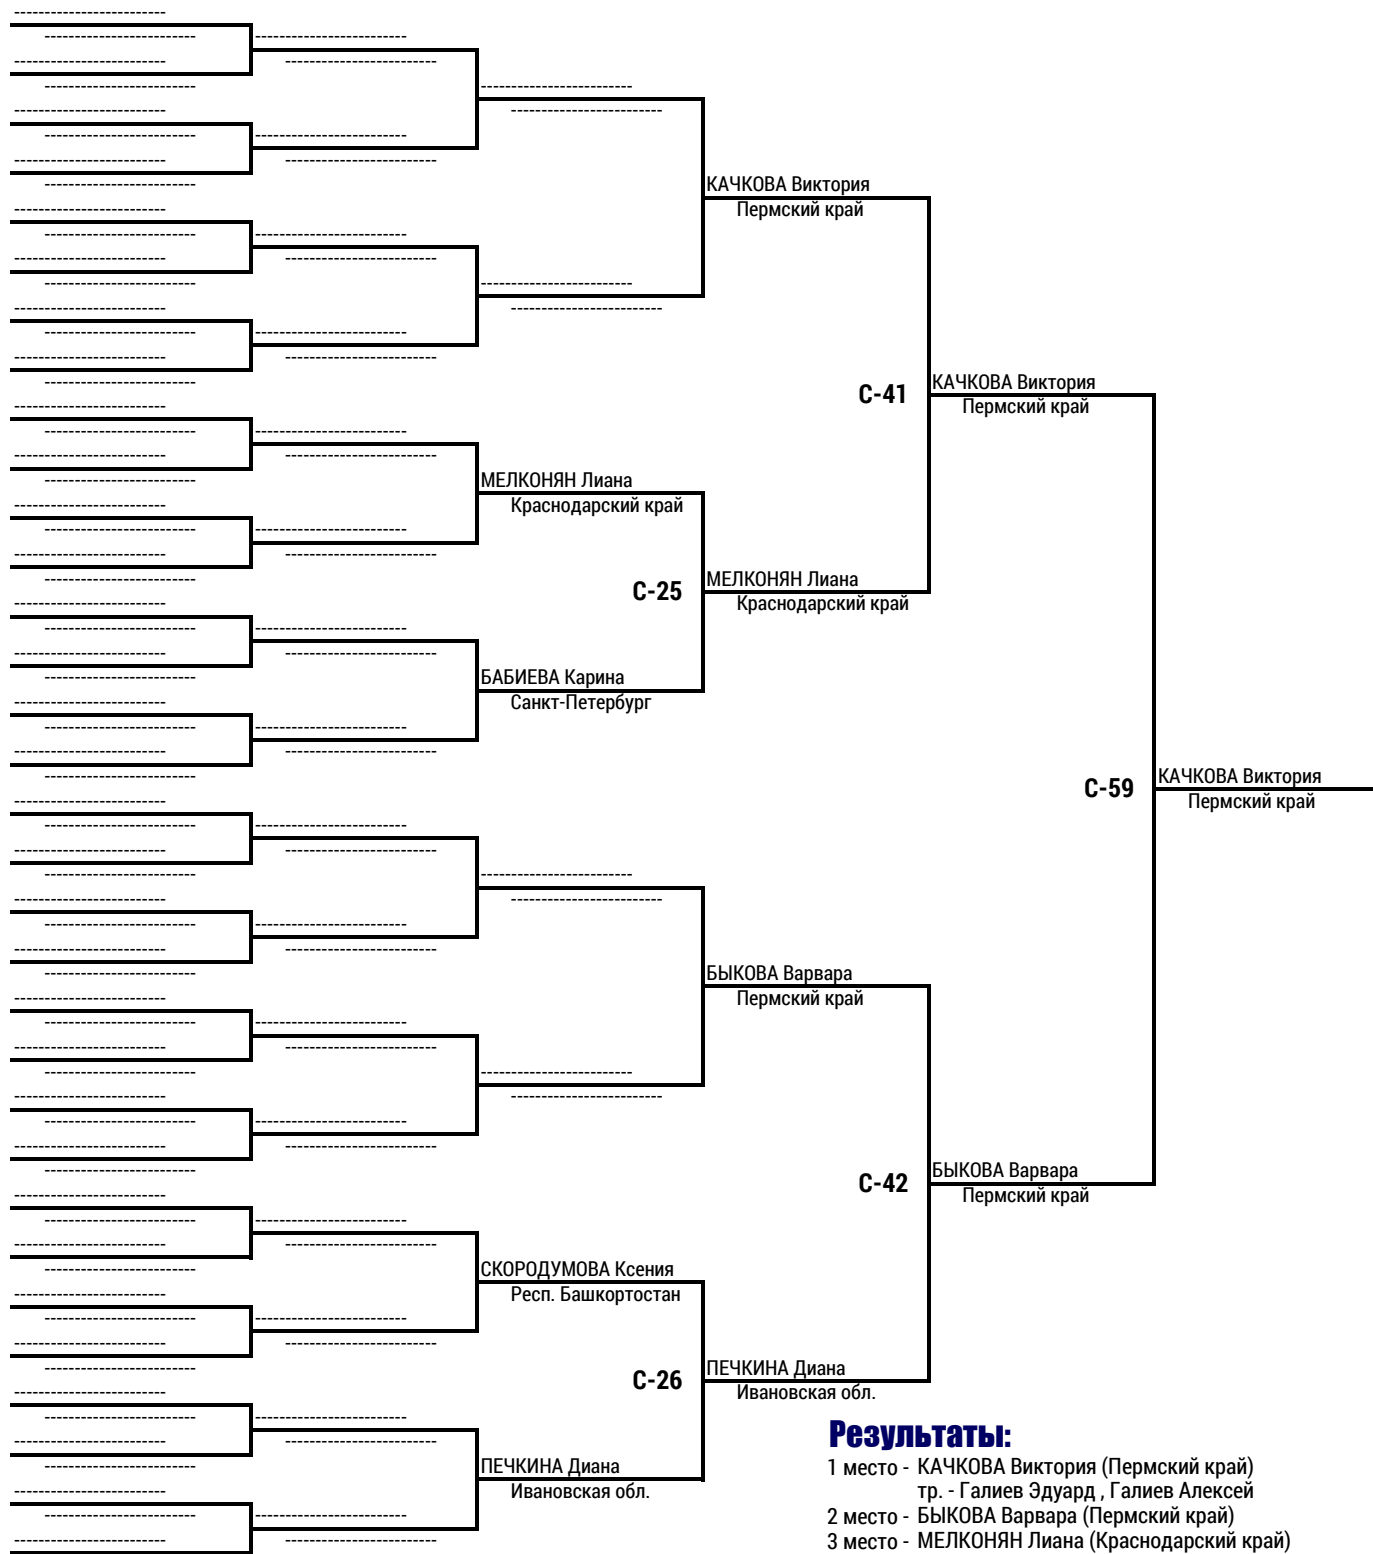 КАЧКОВА Виктория
Пермский край
С-41
КАЧКОВА Виктория
Пермский край
МЕЛКОНЯН Лиана
Краснодарский край
С-25
МЕЛКОНЯН Лиана
Краснодарский край
БАБИЕВА Карина
Санкт-Петербург
С-59
КАЧКОВА Виктория
Пермский край
БЫКОВА Варвара
Пермский край
С-42
БЫКОВА Варвара
Пермский край
СКОРОДУМОВА Ксения
Респ. Башкортостан
С-26
ПЕЧКИНА Диана
Ивановская обл.
ПЕЧКИНА Диана
Ивановская обл.
Результаты:
1 место - КАЧКОВА Виктория (Пермский край)
тр. - Галиев Эдуард , Галиев Алексей
2 место - БЫКОВА Варвара (Пермский край)
3 место - МЕЛКОНЯН Лиана (Краснодарский край)